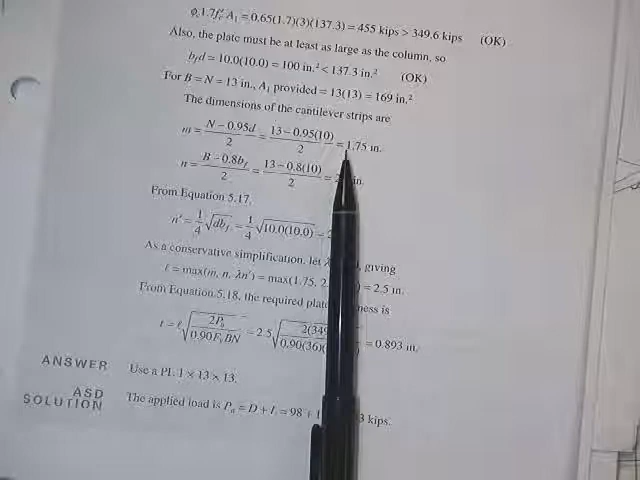 ϕc1.7f'cA1 = 0.65(1.7)(3)(137.3) = 455 kips > 349.6 kips (OK)
Also, the plate must be at least as large as the column, so
bfd = 10.0(10.0) = 100 in.² < 137.3 in.² (OK)
For B = N = 13 in., A1 provided = 13(13) = 169 in.²
The dimensions of the cantilever strips are
m = (N − 0.95d)/2 = (13 − 0.95(10))/2 = 1.75 in.
n = (B − 0.8bf)/2 = (13 − 0.8(10))/2 = in.
From Equation 5.17,
n' = 1/4 √dbf = 1/4 √10.0(10.0) =
As a conservative simplification, let giving
ℓ = max(m, n, λn') = max(1.75, 2. = 2.5 in.
From Equation 5.18, the required is
t = ℓ√(2Pu/0.90FyBN) = 2.5√(2(349/0.90(36)( = 0.893 in.
ANSWER Use a PL 1 × 13 × 13.
ASD
SOLUTION The applied load is Pa = D + L = 98 + 1 3 kips.